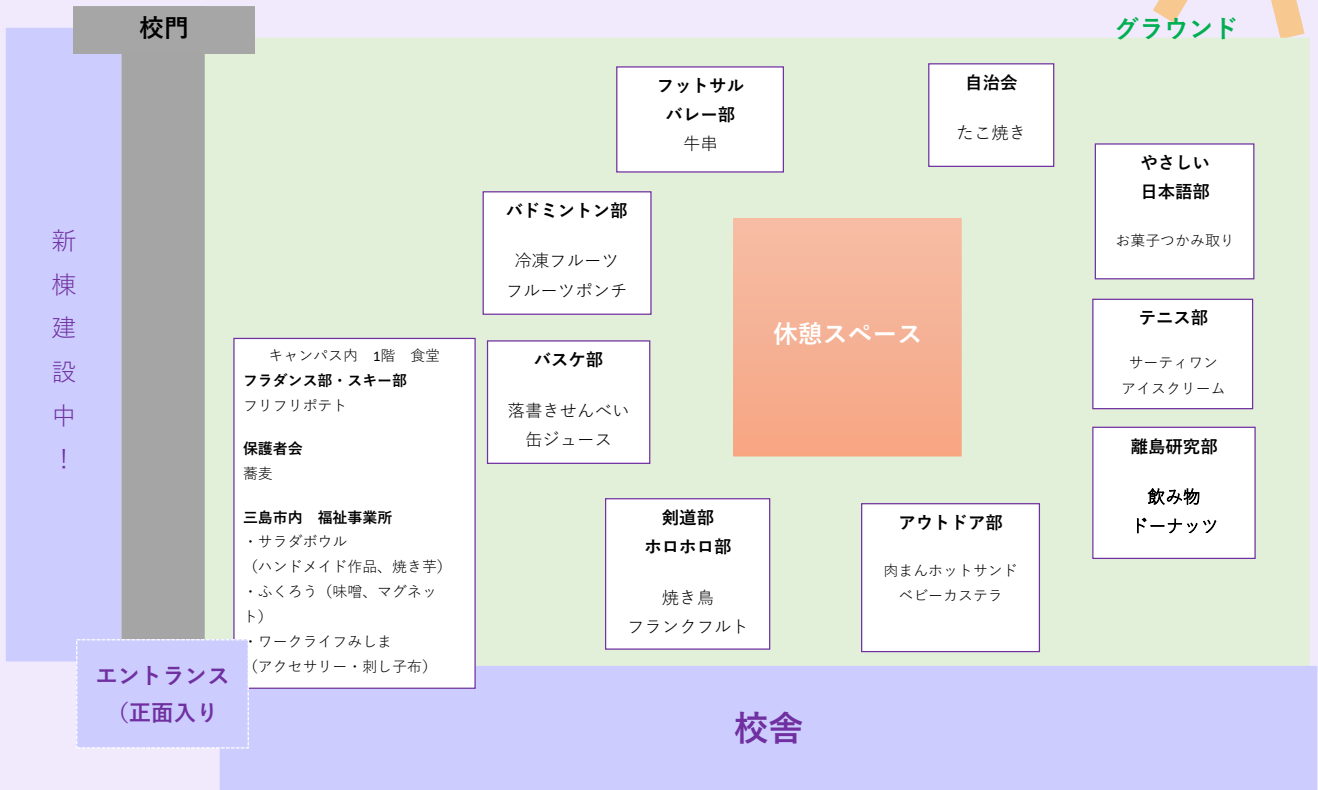 校門
グラウンド
フットサル
バレー部
牛串
自治会
たこ焼き
やさしい
日本語部
お菓子つかみ取り
バドミントン部
冷凍フルーツ
フルーツポンチ
休憩スペース
新棟建設中！
テニス部
サーティワン
アイスクリーム
キャンパス内　1階　食堂
フラダンス部・スキー部
フリフリポテト
保護者会
蕎麦
三島市内　福祉事業所
・サラダボウル
（ハンドメイド作品、焼き芋）
・ふくろう（味噌、マグネッ
ト）
・ワークライフみしま
（アクセサリー・刺し子布）
バスケ部
落書きせんべい
缶ジュース
離島研究部
飲み物
ドーナッツ
剣道部
ホロホロ部
焼き鳥
フランクフルト
アウトドア部
肉まんホットサンド
ベビーカステラ
エントランス
（正面入り
校舎